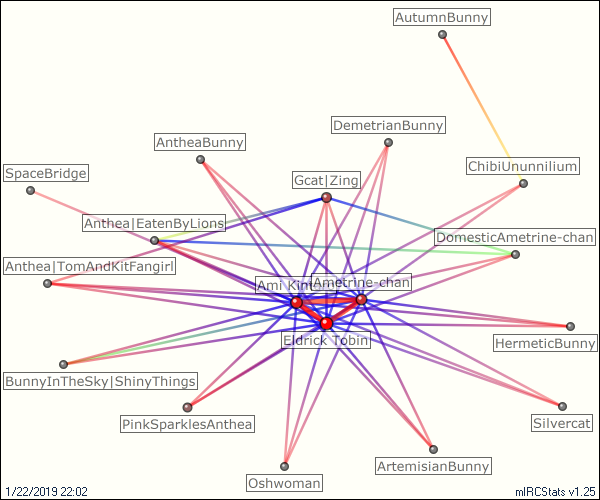 AutumnBunny
DemetrianBunny
AntheaBunny
ChibiUnunnilium
SpaceBridge
Gcat|Zing
Anthea|EatenByLions
DomesticAmetrine-chan
Anthea|TomAndKitFangirl
Ami Kim
Ametrine-chan
Eldrick Tobin
HermeticBunny
BunnyInTheSky|ShinyThings
PinkSparklesAnthea
Silvercat
ArtemisianBunny
Oshwoman
1/22/2019 22:02
mIRCStats v1.25